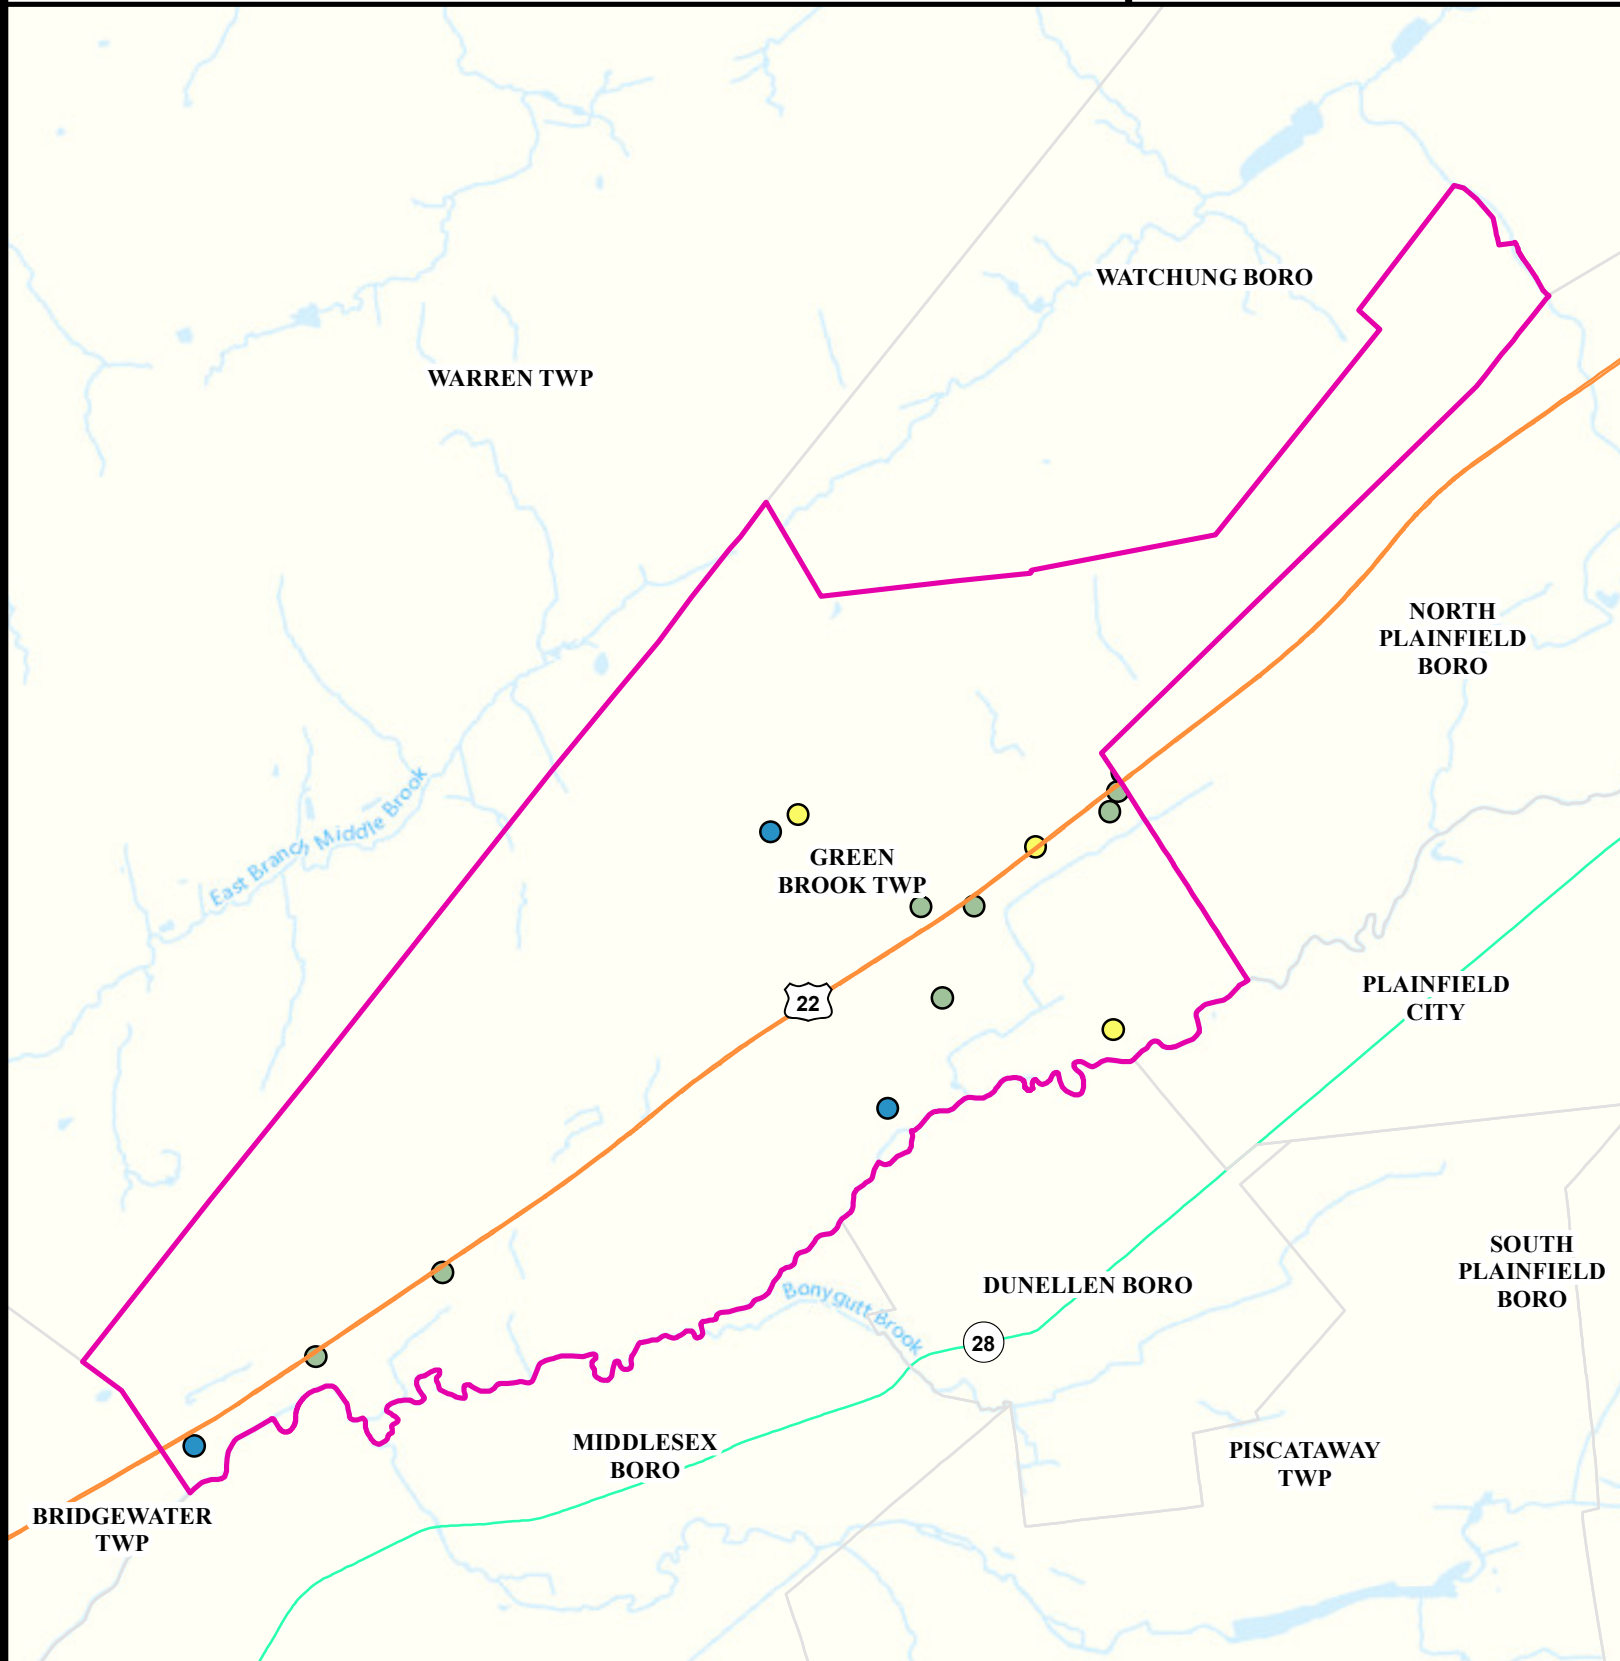 WATCHUNG BORO
WARREN TWP
NORTH
PLAINFIELD
BORO
East Branch Middle Brook
GREEN
BROOK TWP
22
PLAINFIELD
CITY
SOUTH
PLAINFIELD
BORO
DUNELLEN BORO
Bonygutt Brook
28
MIDDLESEX
BORO
PISCATAWAY
TWP
BRIDGEWATER
TWP